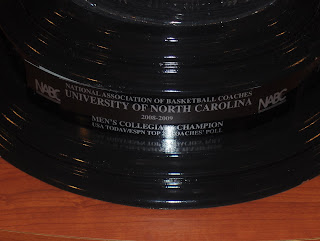 NATIONAL ASSOCIATION OF BASKETBALL COACHES
NABC UNIVERSITY OF NORTH CAROLINA NABC
2008-2009
MEN'S COLLEGIATE CHAMPION
USA TODAY/ESPN TOP COACHES' POLL